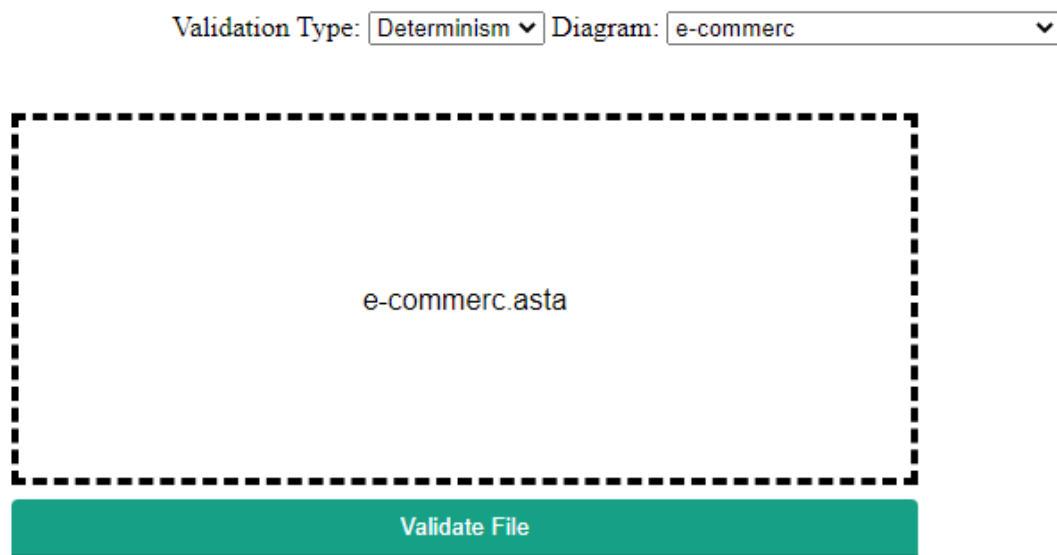 Validation Type: Determinism Diagram: e-commerc
e-commerc.asta
Validate File